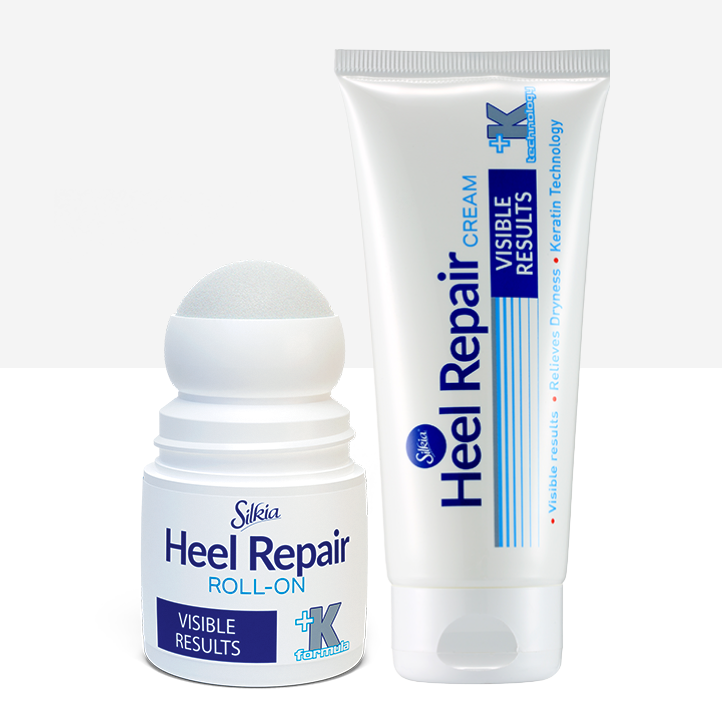 Silkia
Heel Repair
ROLL-ON
VISIBLE
RESULTS
+K
formula
Silkia
Heel Repair CREAM
VISIBLE
RESULTS
+K
technology
• Visible results • Relieves Dryness • Keratin Technology